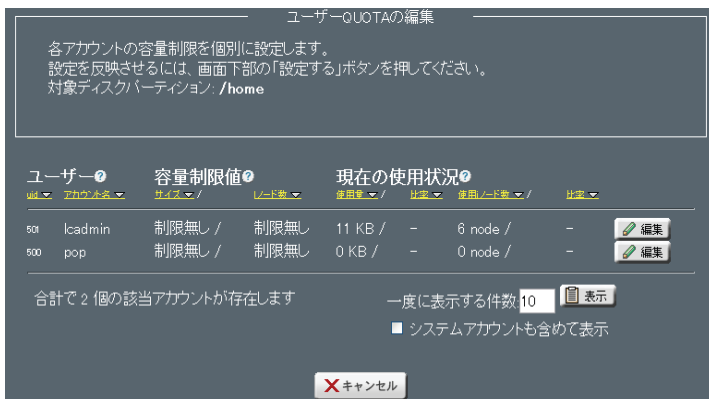 ユーザーQUOTAの編集
各アカウントの容量制限を個別に設定します。
設定を反映させるには、画面下部の「設定する」ボタンを押してください。
対象ディスクパーティション: /home
ユーザー? 容量制限値? 現在の使用状況?
uid アカウント名 サイズ / iノード数 使用量 / 比率 使用iノード数 / 比率
501 lcadmin 制限無し / 制限無し 11 KB / - 6 node / - 編集
500 pop 制限無し / 制限無し 0 KB / - 0 node / - 編集
合計で 2 個の該当アカウントが存在します 一度に表示する件数: 10 表示
システムアカウントも含めて表示
キャンセル